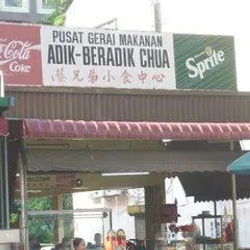 Coca-Cola
Coke
PUSAT GERAI MAKANAN
ADIK-BERADIK CHUA
蔡兄弟小食中心
Sprite